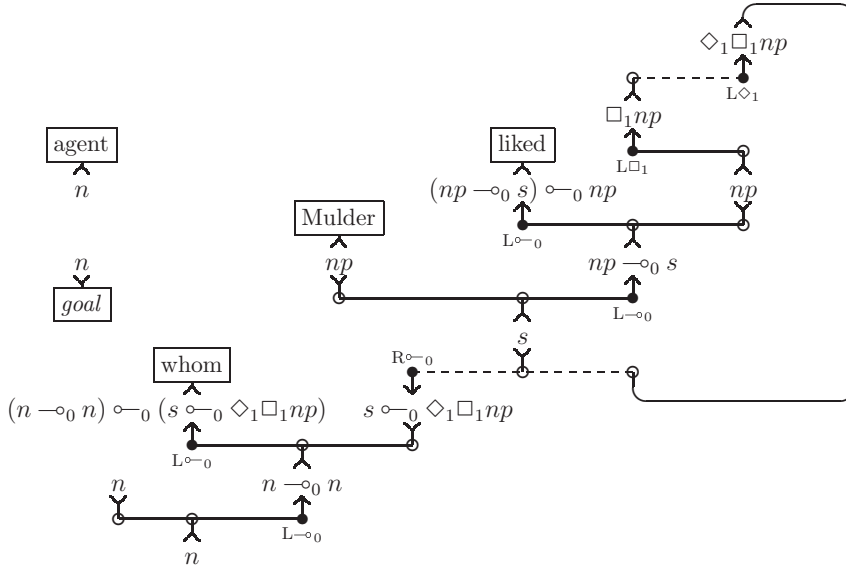 ◇₁□₁np
L◇₁
□₁np
agent
liked
L□₁
n
(np ⊸₀ s) ⟜₀ np
np
Mulder
L⟜₀
n
np
np ⊸₀ s
goal
L⊸₀
s
whom
R⟜₀
(n ⊸₀ n) ⟜₀ (s ⟜₀ ◇₁□₁np)
s ⟜₀ ◇₁□₁np
L⟜₀
n
n ⊸₀ n
L⊸₀
n